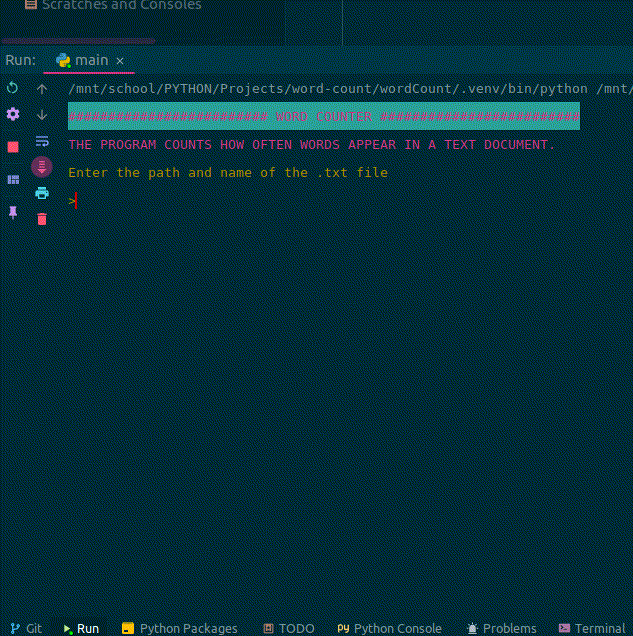 Scratches and Consoles
Run: main ×
/mnt/school/PYTHON/Projects/word-count/wordCount/.venv/bin/python /mnt/
######################### WORD COUNTER #########################
THE PROGRAM COUNTS HOW OFTEN WORDS APPEAR IN A TEXT DOCUMENT.
Enter the path and name of the .txt file
>
Git Run Python Packages TODO Python Console Problems Terminal